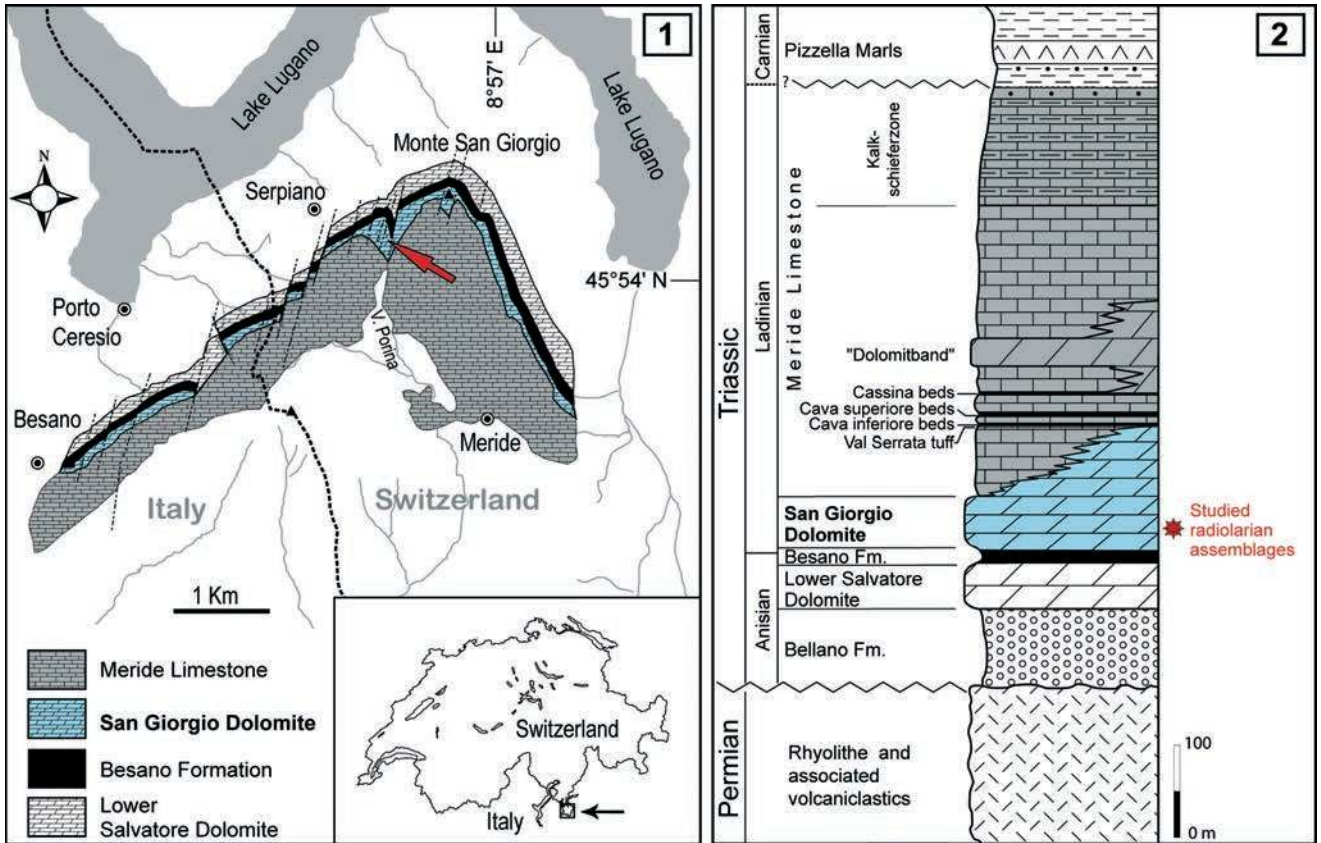 1
Lake Lugano
8°57' E
Lake Lugano
N
Monte San Giorgio
Serpiano
45°54' N
Porto
Ceresio
V. Ponna
Besano
Meride
Italy
Switzerland
1 Km
Meride Limestone
San Giorgio Dolomite
Besano Formation
Lower
Salvatore Dolomite
Switzerland
Italy
2
Carnian
Pizzella Marls
?
Triassic
Ladinian
Meride Limestone
Kalk-
schieferzone
"Dolomitband"
Cassina beds
Cava superiore beds
Cava inferiore beds
Val Serrata tuff
San Giorgio
Dolomite
Studied
radiolarian
assemblages
Besano Fm.
Anisian
Lower Salvatore
Dolomite
Bellano Fm.
Permian
Rhyolithe and
associated
volcaniclastics
100
0 m